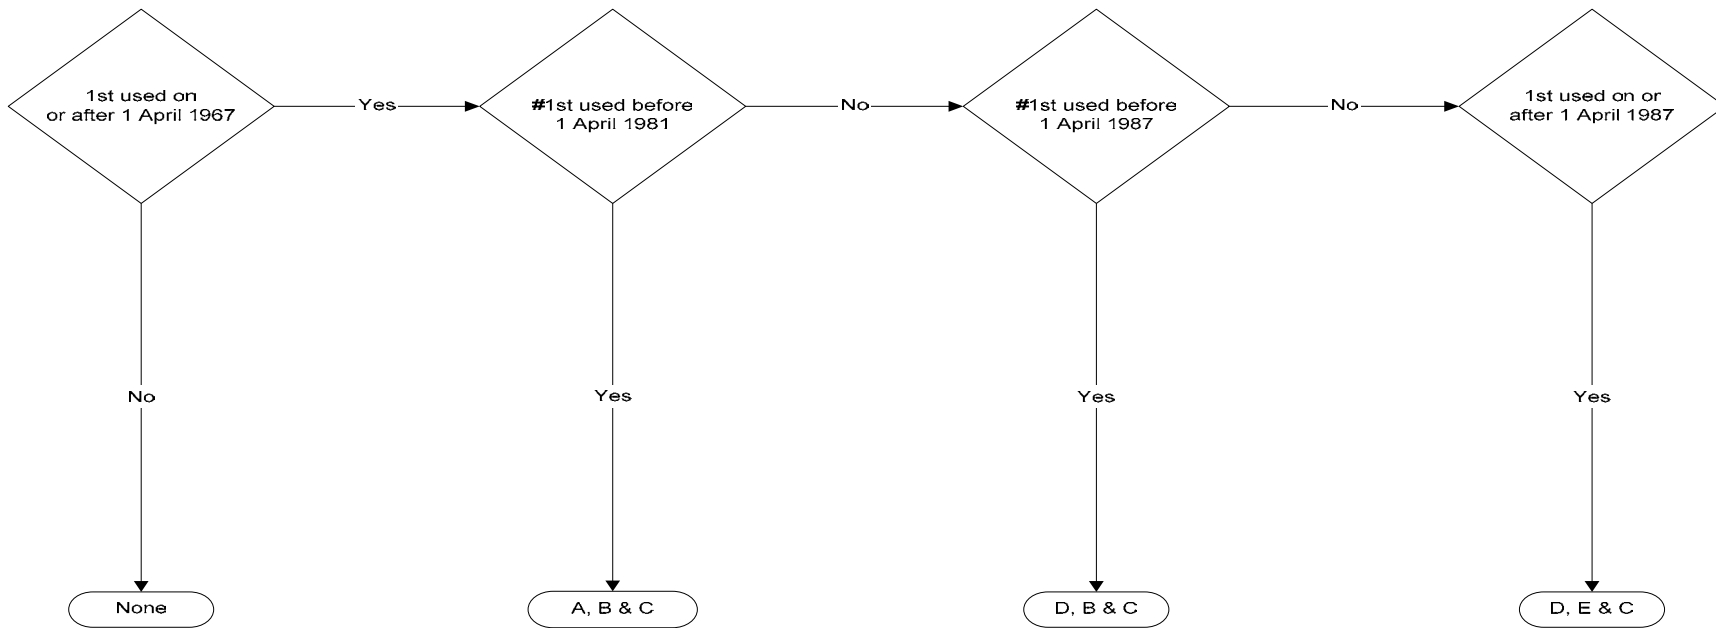 1st used on
or after 1 April 1967
Yes
#1st used before
1 April 1981
No
#1st used before
1 April 1987
No
1st used on or
after 1 April 1987
No
Yes
Yes
Yes
None
A, B & C
D, B & C
D, E & C